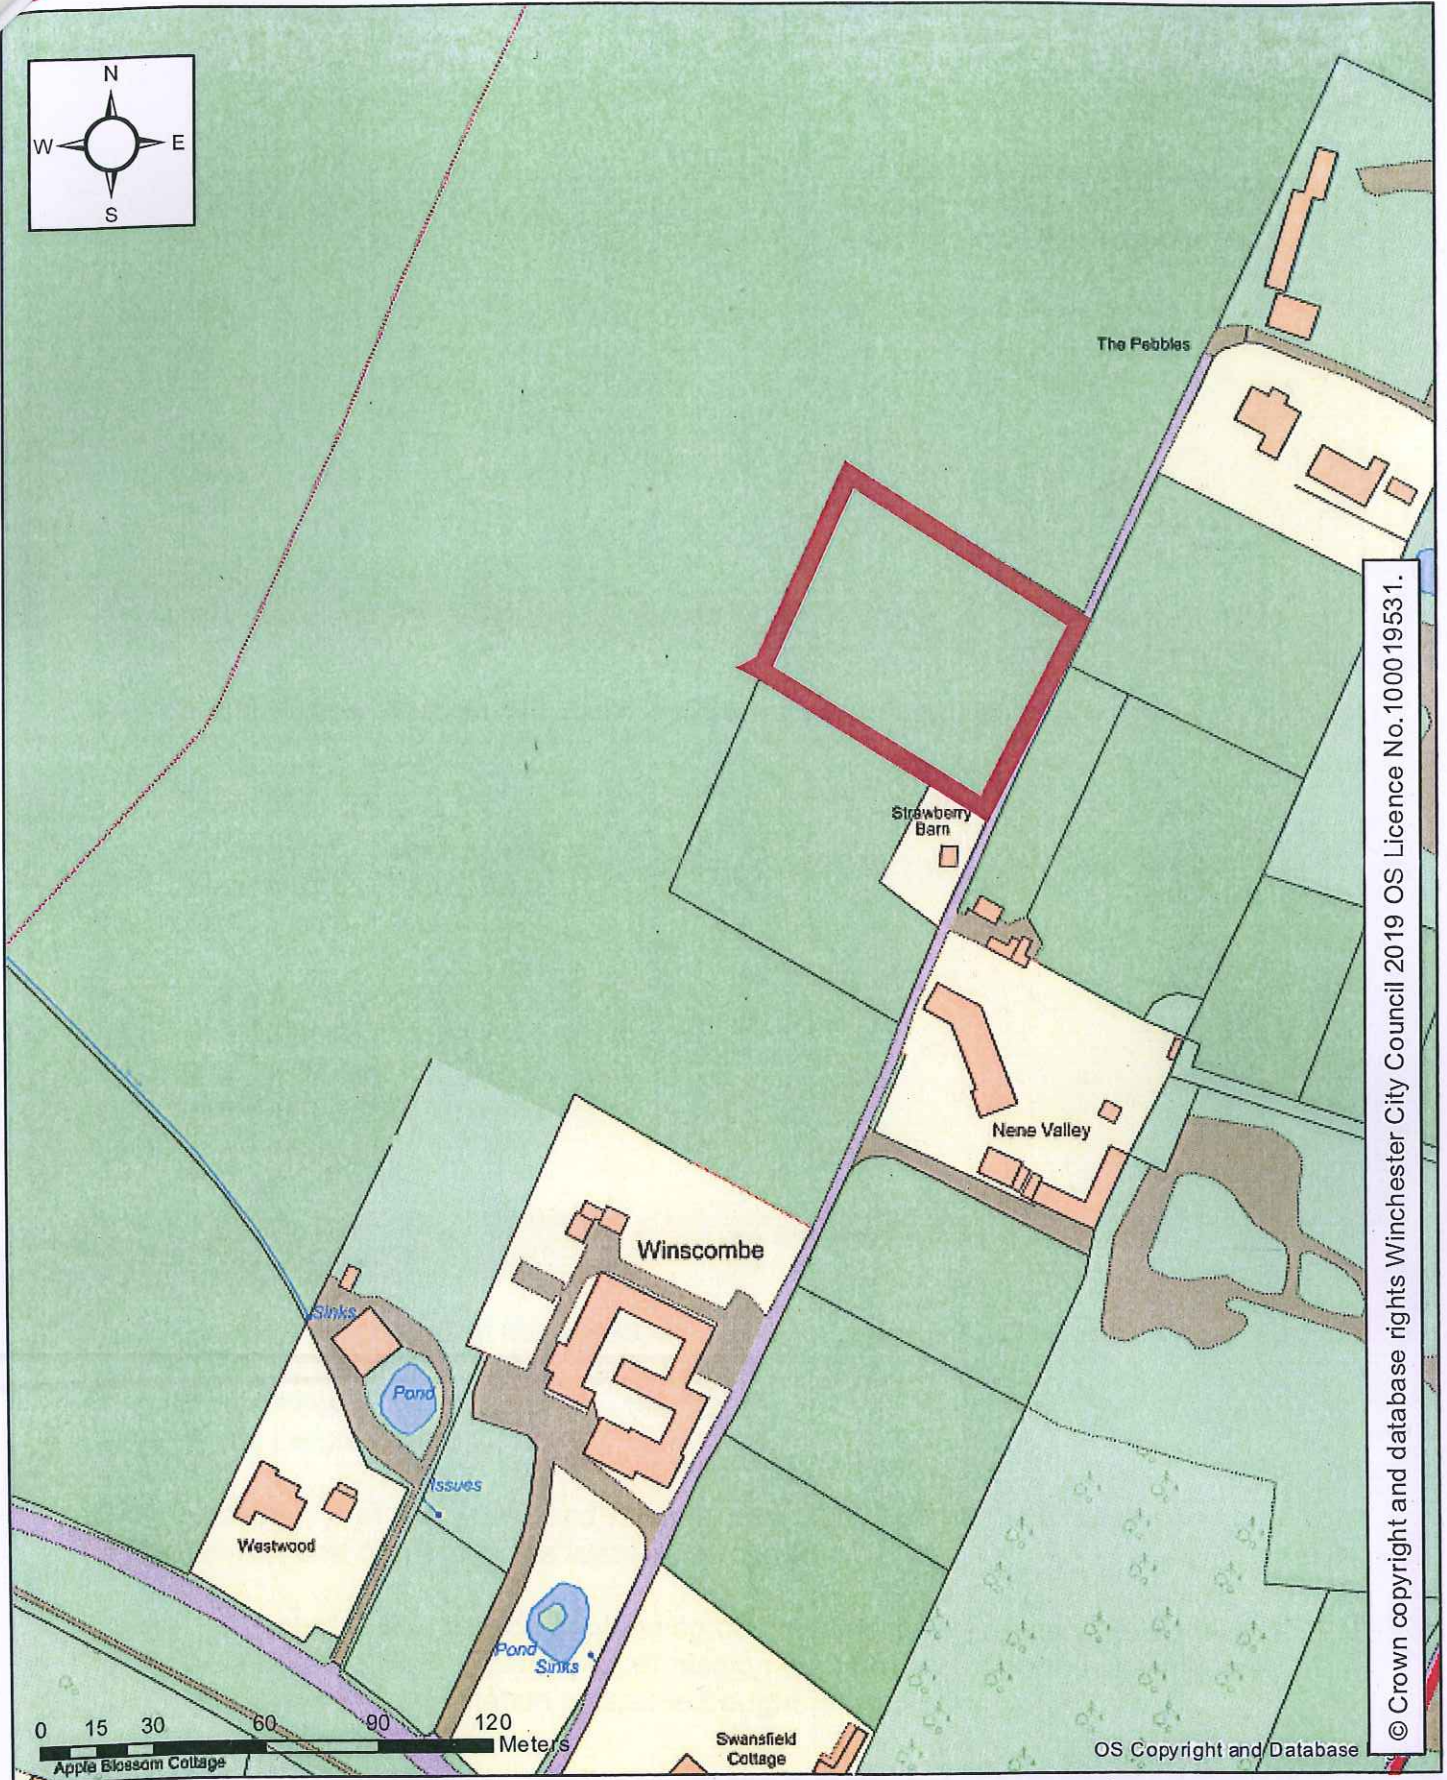 N
W E
S
The Pebbles
Strawberry
Barn
Nene Valley
Winscombe
Sinks
Pond
Issues
Westwood
Pond
Sinks
Swansfield
Cottage
0 15 30 60 90 120
Meters
Apple Blossom Cottage
OS Copyright and Database
© Crown copyright and database rights Winchester City Council 2019 OS Licence No.100019531.